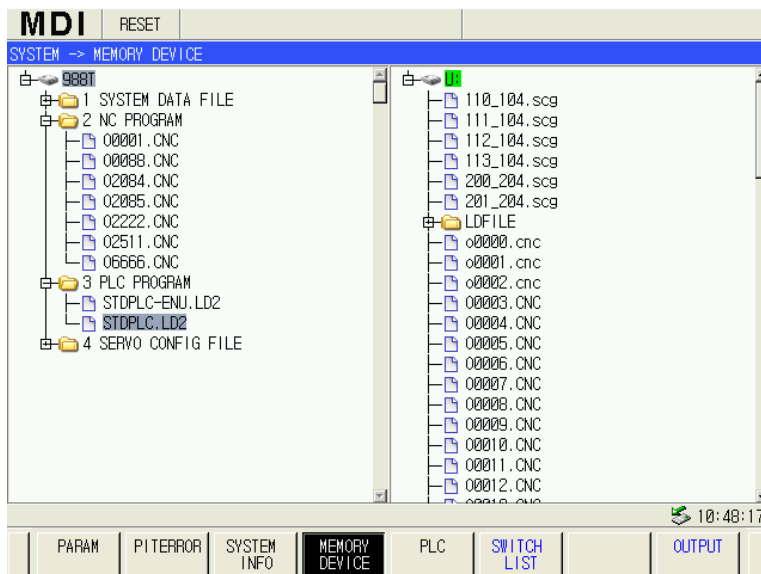 MDI RESET
SYSTEM -> MEMORY DEVICE
988T
1 SYSTEM DATA FILE
2 NC PROGRAM
O0001.CNC
O0088.CNC
O2084.CNC
O2085.CNC
O2222.CNC
O2511.CNC
O6666.CNC
3 PLC PROGRAM
STDPLC-ENU.LD2
STDPLC.LD2
4 SERVO CONFIG FILE
U:
110_104.scg
111_104.scg
112_104.scg
113_104.scg
200_204.scg
201_204.scg
LDFILE
o0000.cnc
o0001.cnc
o0002.cnc
O0003.CNC
O0004.CNC
O0005.CNC
O0006.CNC
O0007.CNC
O0008.CNC
O0009.CNC
O0010.CNC
O0011.CNC
O0012.CNC
10:48:17
PARAM PITERROR SYSTEM INFO MEMORY DEVICE PLC SWITCH LIST OUTPUT